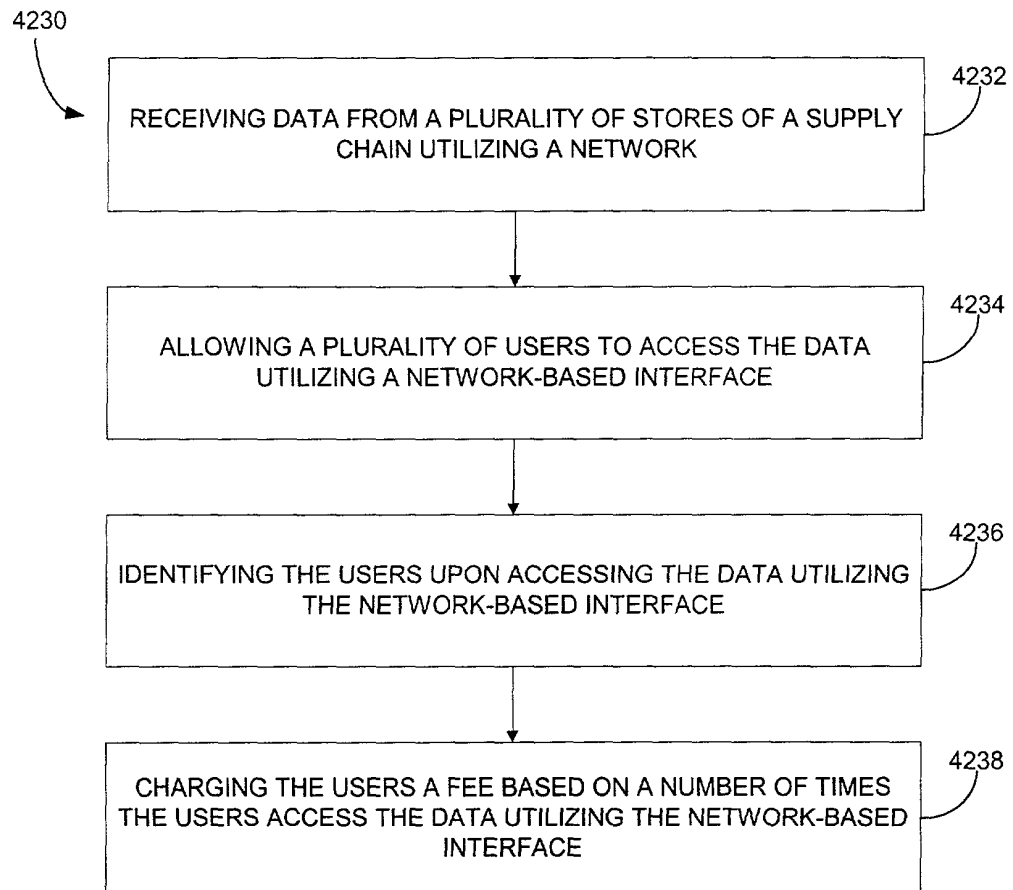 4230
4232
RECEIVING DATA FROM A PLURALITY OF STORES OF A SUPPLY
CHAIN UTILIZING A NETWORK
4234
ALLOWING A PLURALITY OF USERS TO ACCESS THE DATA
UTILIZING A NETWORK-BASED INTERFACE
4236
IDENTIFYING THE USERS UPON ACCESSING THE DATA UTILIZING
THE NETWORK-BASED INTERFACE
4238
CHARGING THE USERS A FEE BASED ON A NUMBER OF TIMES
THE USERS ACCESS THE DATA UTILIZING THE NETWORK-BASED
INTERFACE